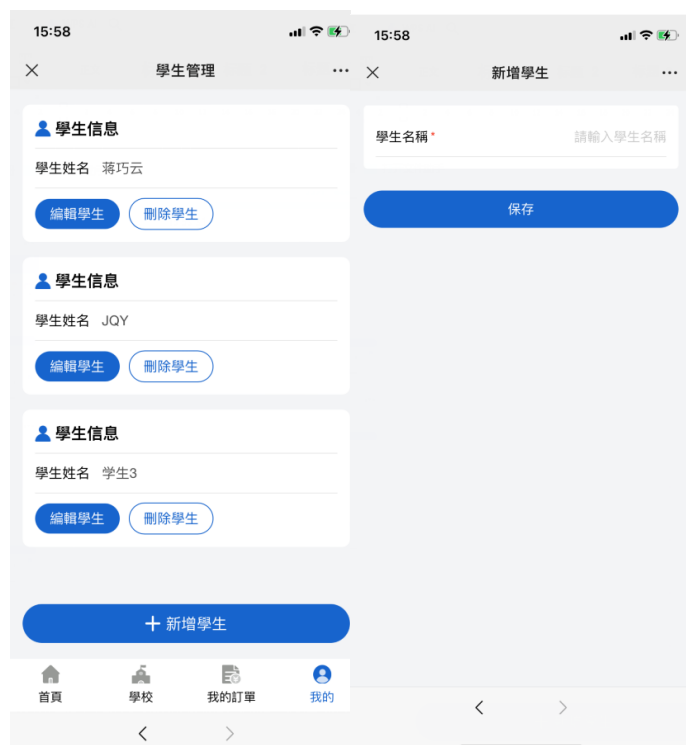 15:58
學生管理
學生信息
學生姓名 蒋巧云
編輯學生 刪除學生
學生信息
學生姓名 JQY
編輯學生 刪除學生
學生信息
學生姓名 学生3
編輯學生 刪除學生
新增學生
首頁 學校 我的訂單 我的
15:58
新增學生
學生名稱* 請輸入學生名稱
保存